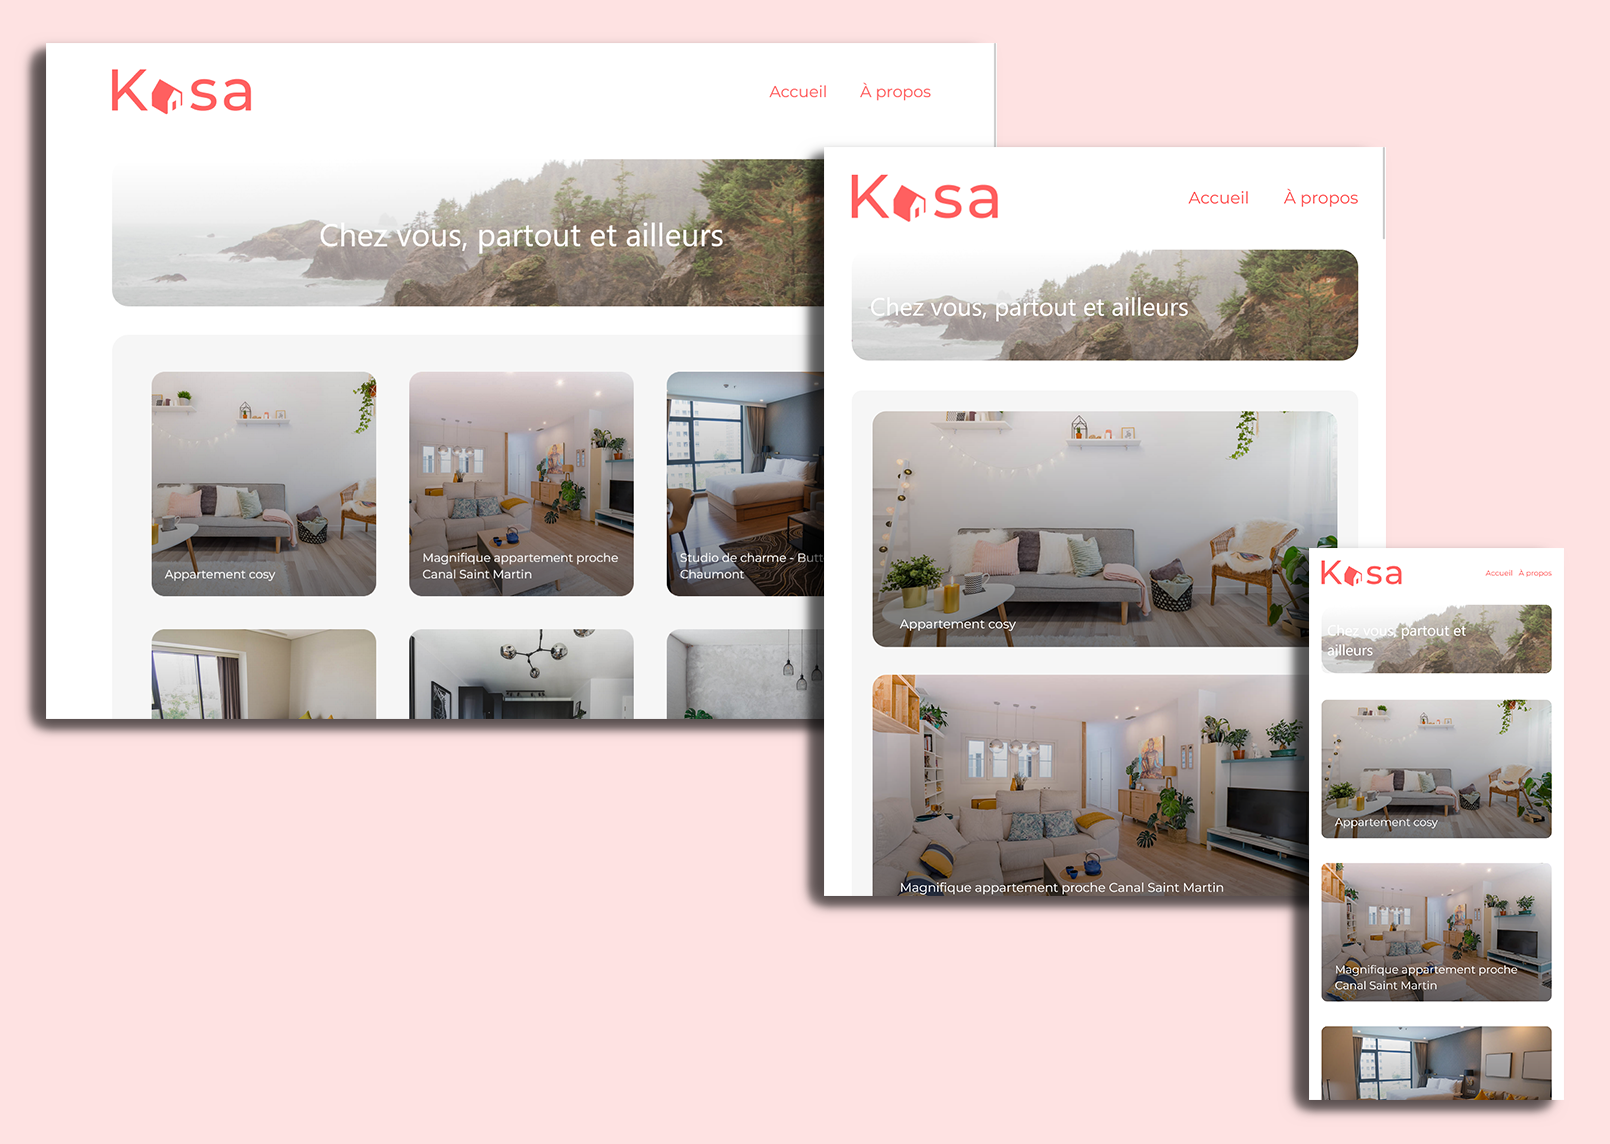 Kasa
Accueil À propos
Chez vous, partout et ailleurs
Appartement cosy
Magnifique appartement proche
Canal Saint Martin
Studio de charme - Butt
Chaumont
Kasa
Accueil À propos
Chez vous, partout et ailleurs
Appartement cosy
Magnifique appartement proche Canal Saint Martin
Kasa
Accueil À propos
Chez vous, partout et
ailleurs
Appartement cosy
Magnifique appartement proche
Canal Saint Martin